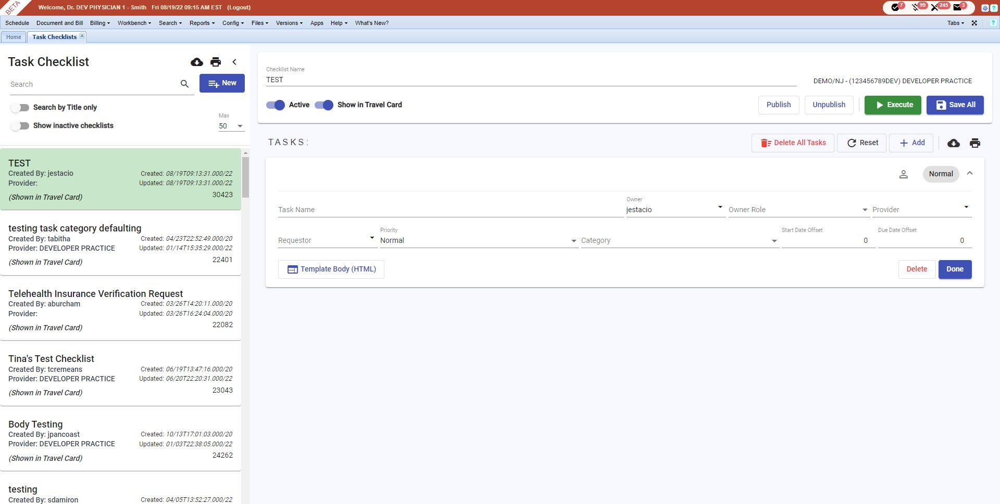 BETA
Welcome, Dr. DEV PHYSICIAN 1 - Smith Fri 08/19/22 09:15 AM EST (Logout)
7 99 245 3
?
Schedule Document and Bill Billing Workbench Search Reports Config Files Versions Apps Help What's New? Tabs ?
Home Task Checklists
Task Checklist
Search
New
Search by Title only
Show inactive checklists
Max
50
TEST
Created By: jestacio Created: 08/19T09:13:31.000/22
Provider: Updated: 08/19T09:13:31.000/22
(Shown in Travel Card) 30423
testing task category defaulting
Created By: tabitha Created: 04/23T22:52:49.000/20
Provider: DEVELOPER PRACTICE Updated: 01/14T15:35:29.000/22
(Shown in Travel Card) 22401
Telehealth Insurance Verification Request
Created By: aburcham Created: 03/26T14:20:11.000/20
Provider: Updated: 03/26T16:24:04.000/20
(Shown in Travel Card) 22082
Tina's Test Checklist
Created By: tcremeans Created: 06/19T13:47:16.000/20
Provider: DEVELOPER PRACTICE Updated: 06/20T22:20:31.000/22
(Shown in Travel Card) 23043
Body Testing
Created By: jpancoast Created: 10/13T17:01:03.000/20
Provider: DEVELOPER PRACTICE Updated: 01/03T22:38:05.000/22
(Shown in Travel Card) 24262
testing
Created By: sdamiron Created: 04/05T13:52:27.000/22
Checklist Name
TEST
DEMO/NJ - (123456789DEV) DEVELOPER PRACTICE
Active Show in Travel Card Publish Unpublish Execute Save All
TASKS: Delete All Tasks Reset Add
Normal
Task Name
Owner
jestacio
Owner Role
Provider
Requestor
Priority
Normal
Category
Start Date Offset
0
Due Date Offset
0
Template Body (HTML) Delete Done